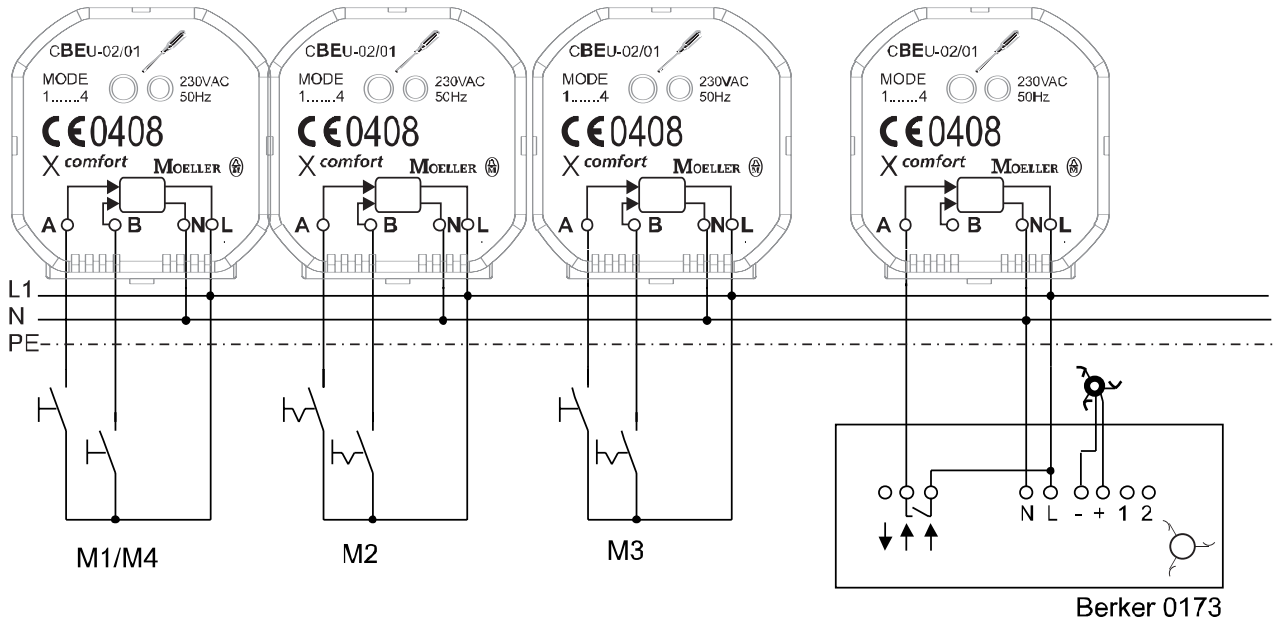 CBEU-02/01
MODE
1.......4
230VAC
50Hz
CE0408
X comfort MOELLER
A B N L
CBEU-02/01
MODE
1.......4
230VAC
50Hz
CE0408
X comfort MOELLER
A B N L
CBEU-02/01
MODE
1.......4
230VAC
50Hz
CE0408
X comfort MOELLER
A B N L
CBEU-02/01
MODE
1.......4
230VAC
50Hz
CE0408
X comfort MOELLER
A B N L
L1
N
PE
N L - + 1 2
M1/M4
M2
M3
Berker 0173